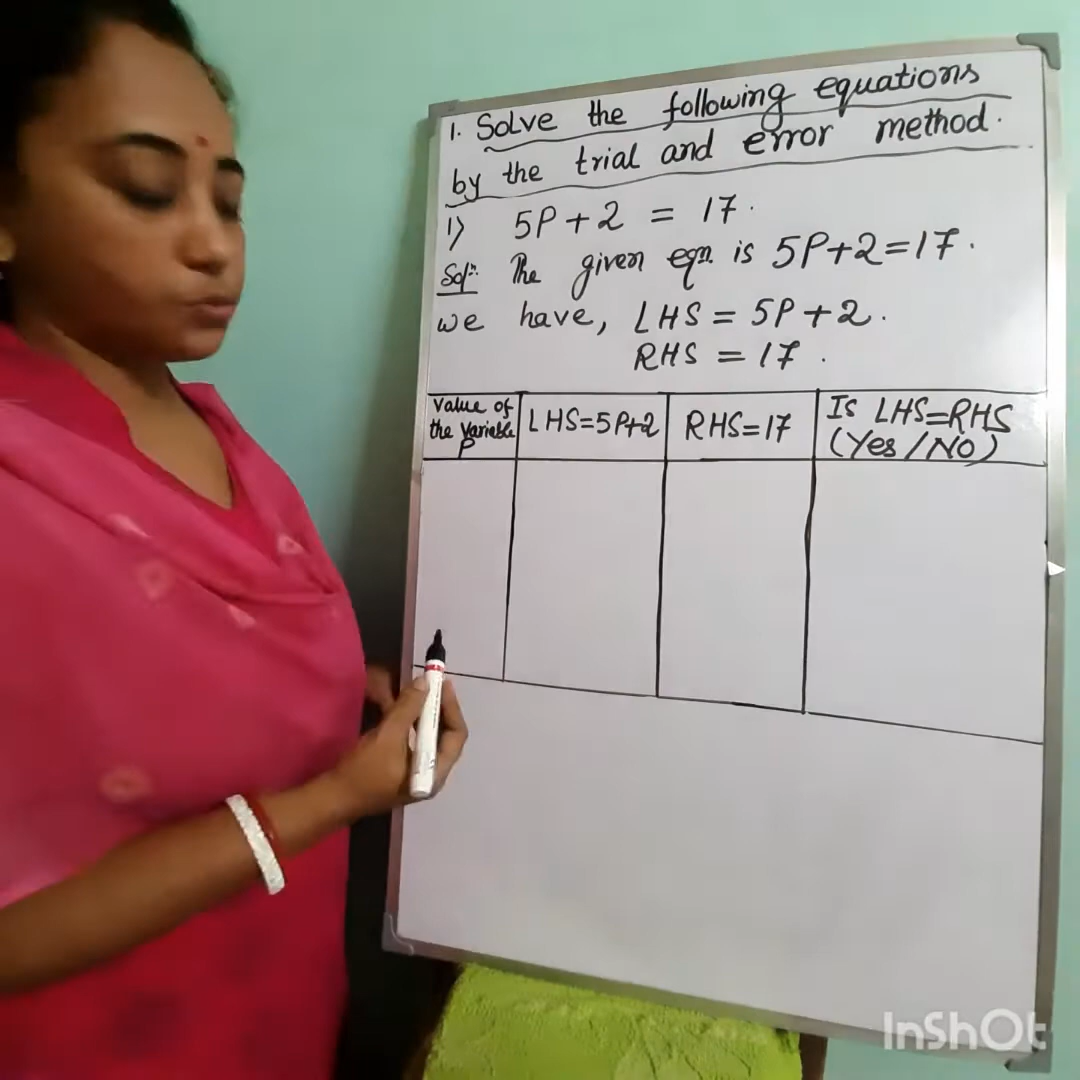 1. Solve the following equations
by the trial and error method.
1) 5P + 2 = 17.
Solⁿ: The given eqn. is 5P+2=17.
we have, LHS = 5P+2.
RHS = 17.
Value of the Variable P
LHS=5P+2
RHS=17
Is LHS=RHS
(Yes/No)
InShOt